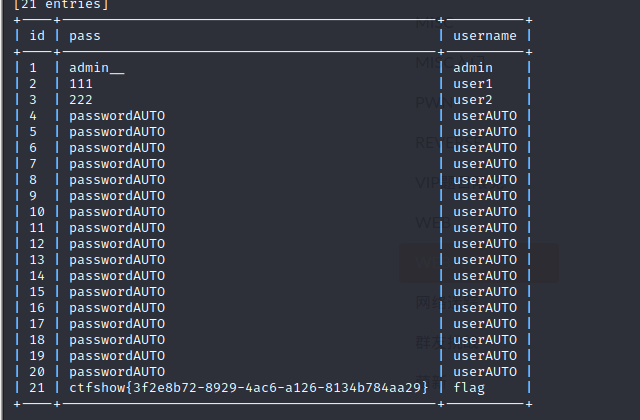 [21 entries]
+----+-----------------------------------------------+----------+
| id | pass | username |
+----+-----------------------------------------------+----------+
| 1 | admin__ | admin |
| 2 | 111 | user1 |
| 3 | 222 | user2 |
| 4 | passwordAUTO | userAUTO |
| 5 | passwordAUTO | userAUTO |
| 6 | passwordAUTO | userAUTO |
| 7 | passwordAUTO | userAUTO |
| 8 | passwordAUTO | userAUTO |
| 9 | passwordAUTO | userAUTO |
| 10 | passwordAUTO | userAUTO |
| 11 | passwordAUTO | userAUTO |
| 12 | passwordAUTO | userAUTO |
| 13 | passwordAUTO | userAUTO |
| 14 | passwordAUTO | userAUTO |
| 15 | passwordAUTO | userAUTO |
| 16 | passwordAUTO | userAUTO |
| 17 | passwordAUTO | userAUTO |
| 18 | passwordAUTO | userAUTO |
| 19 | passwordAUTO | userAUTO |
| 20 | passwordAUTO | userAUTO |
| 21 | ctfshow{3f2e8b72-8929-4ac6-a126-8134b784aa29} | flag |
+----+-----------------------------------------------+----------+